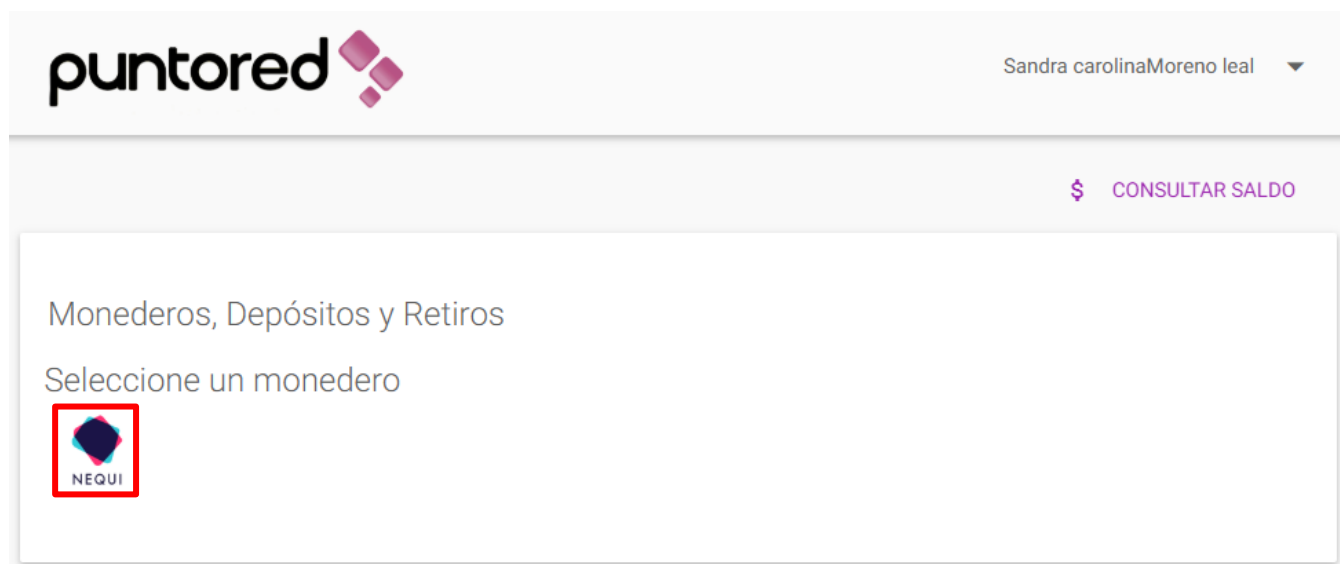 puntored
Sandra carolinaMoreno leal
$ CONSULTAR SALDO
Monederos, Depósitos y Retiros
Seleccione un monedero
NEQUI